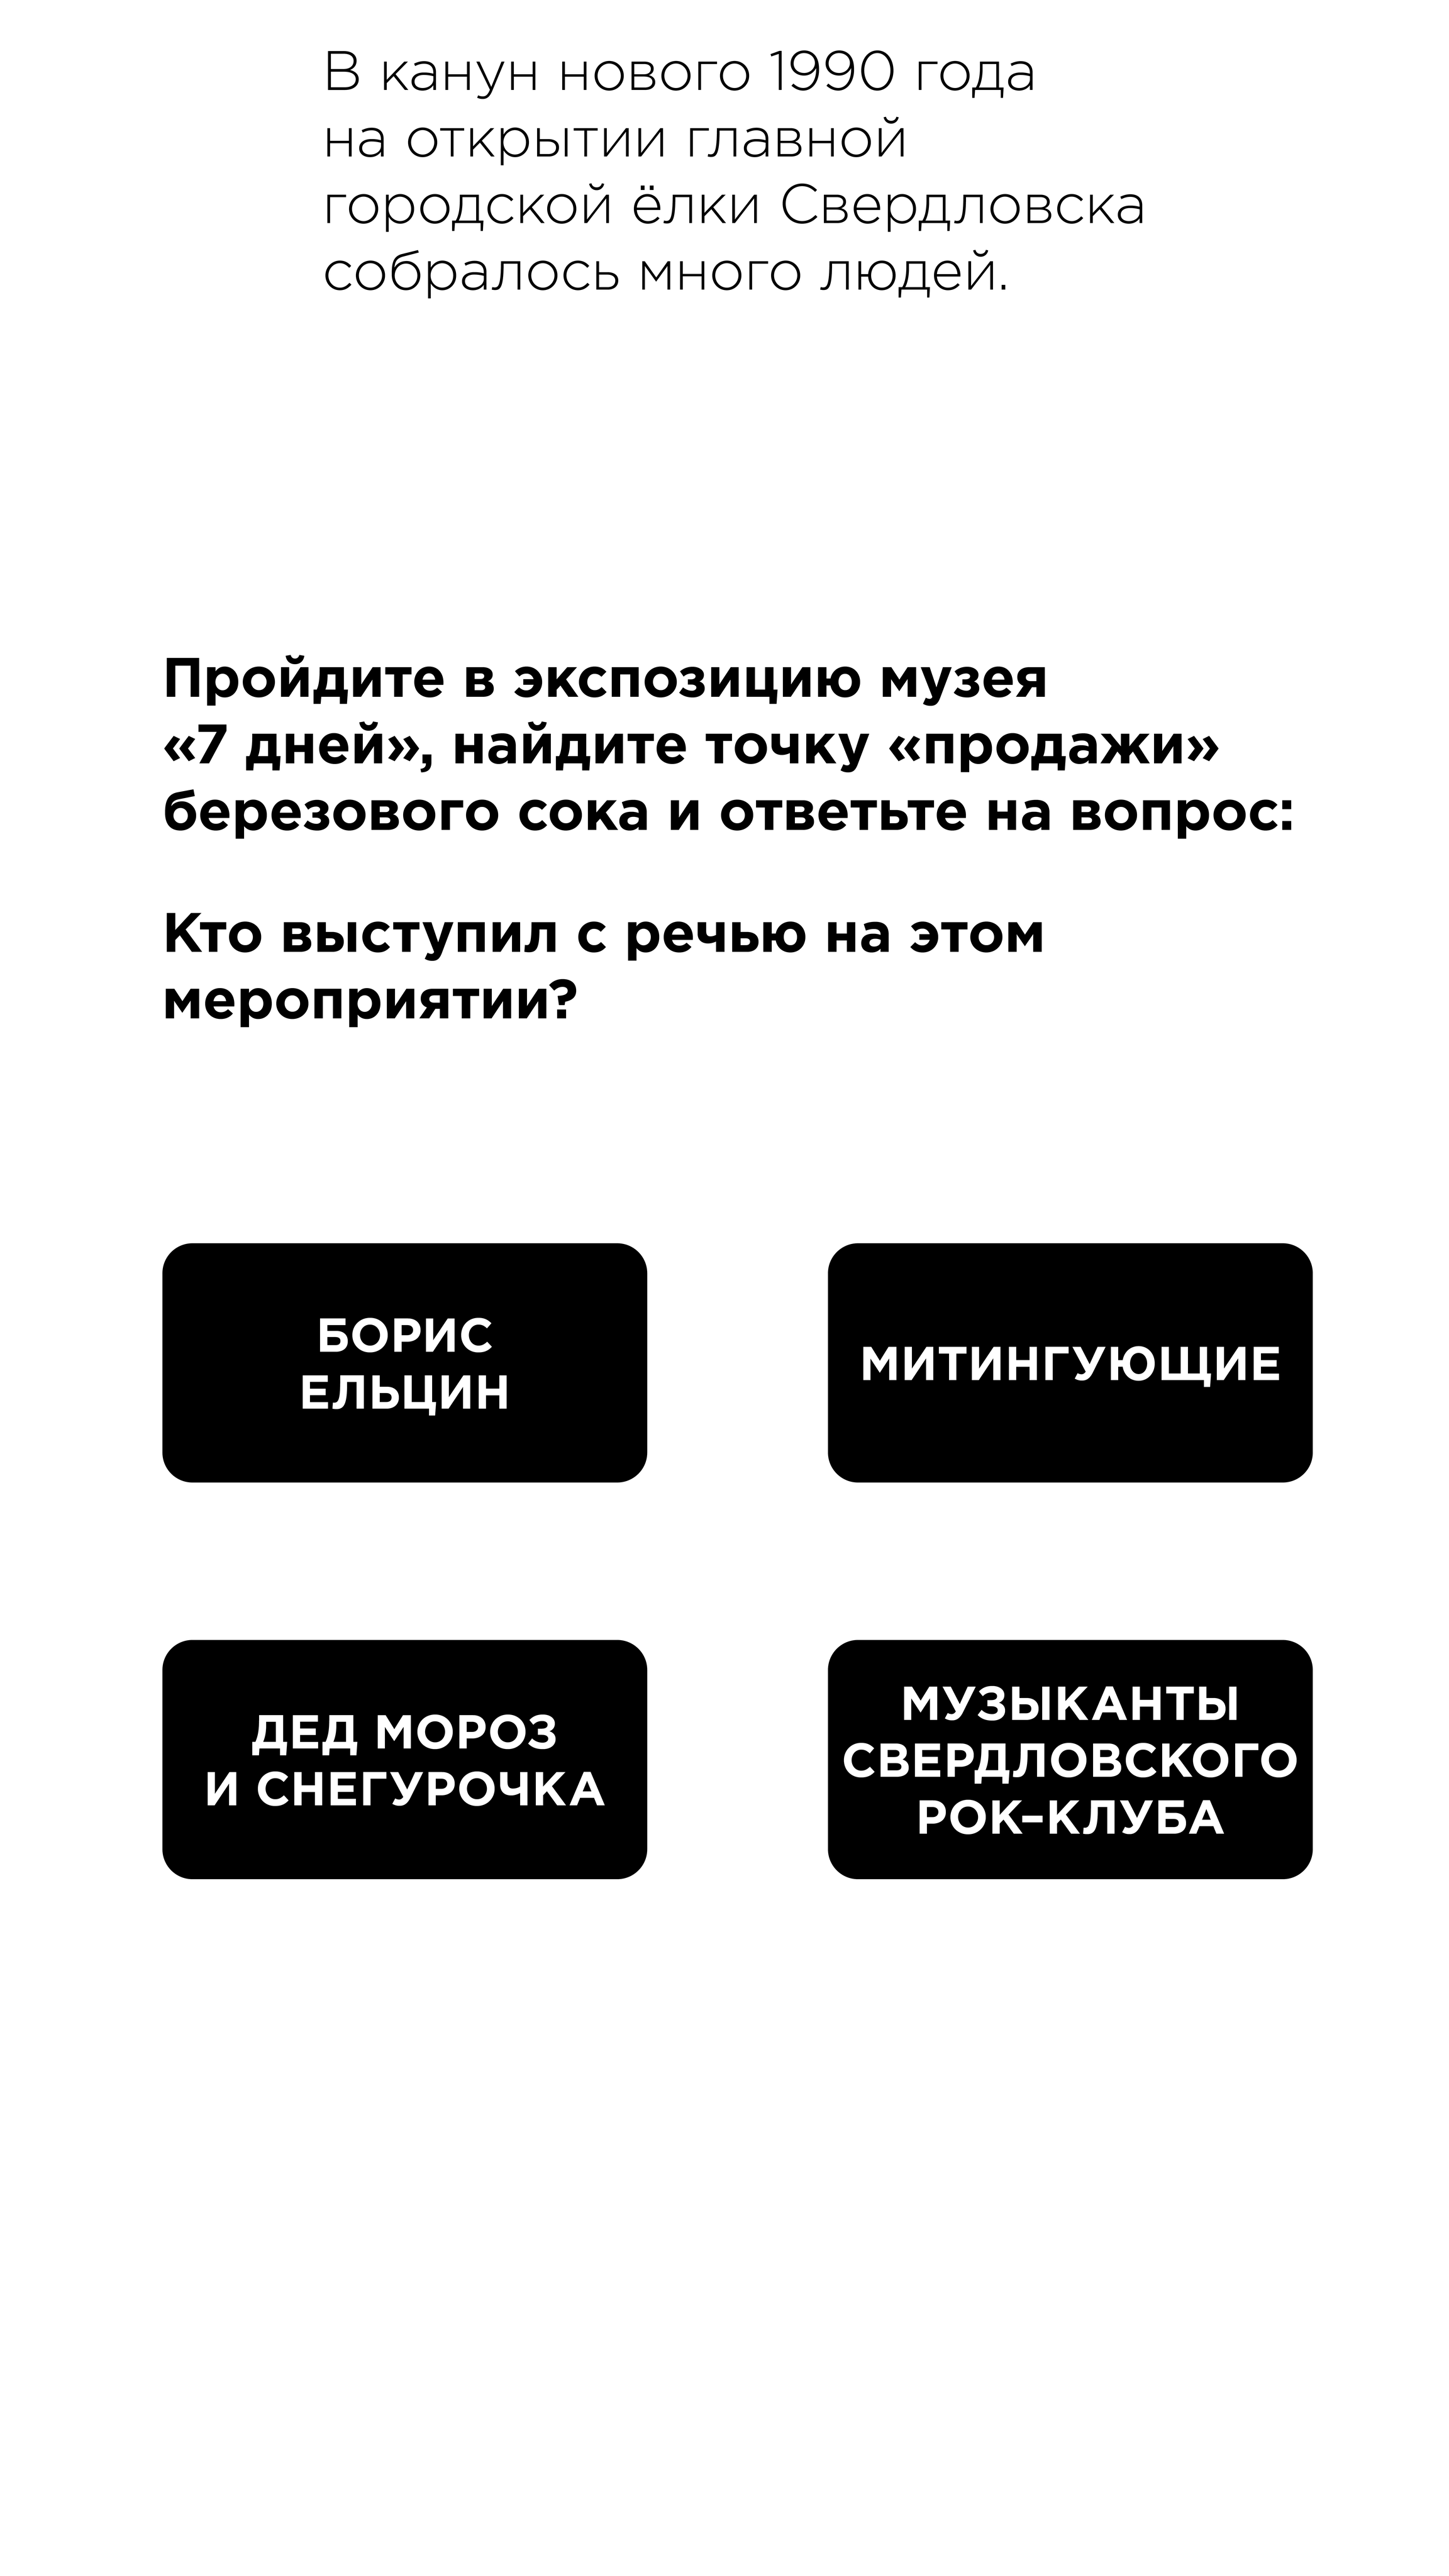 В канун нового 1990 года
на открытии главной
городской ёлки Свердловска
собралось много людей.
Пройдите в экспозицию музея
«7 дней», найдите точку «продажи»
березового сока и ответьте на вопрос:
Кто выступил с речью на этом
мероприятии?
БОРИС
ЕЛЬЦИН
МИТИНГУЮЩИЕ
ДЕД МОРОЗ
И СНЕГУРОЧКА
МУЗЫКАНТЫ
СВЕРДЛОВСКОГО
РОК–КЛУБА